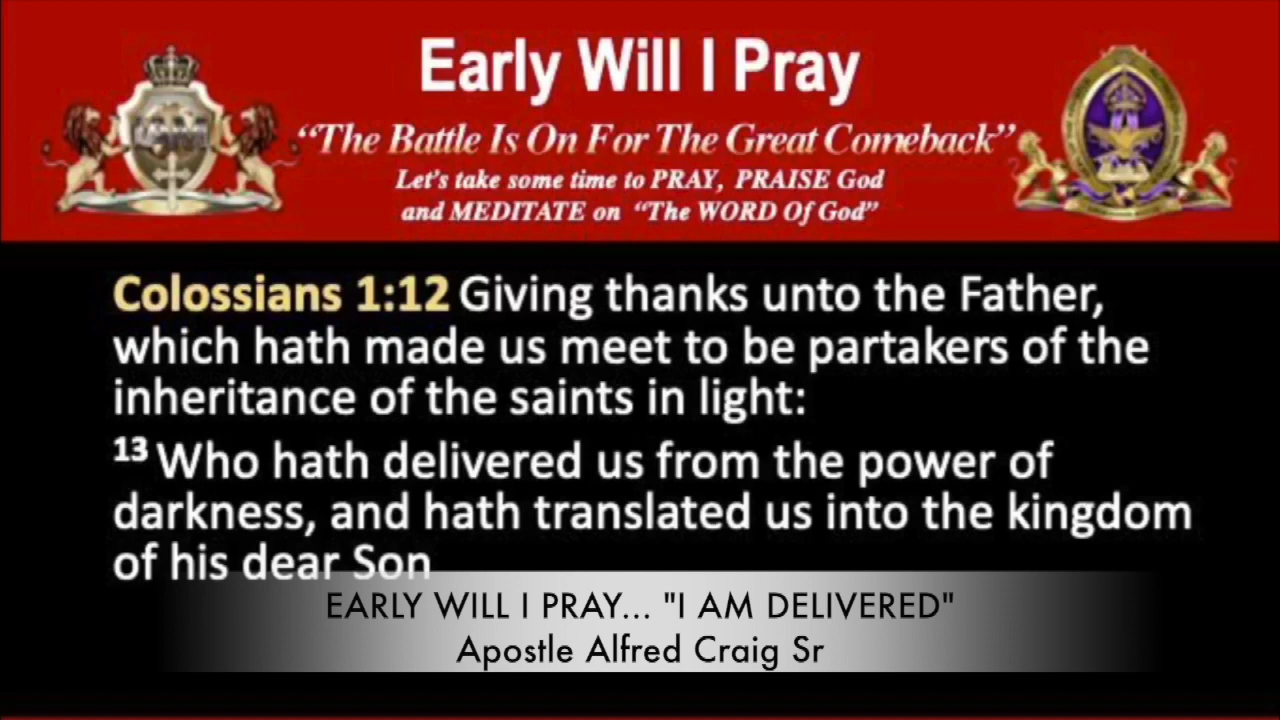 Early Will I Pray
“The Battle Is On For The Great Comeback”
Let's take some time to PRAY, PRAISE God
and MEDITATE on “The WORD Of God”
Colossians 1:12 Giving thanks unto the Father,
which hath made us meet to be partakers of the
inheritance of the saints in light:
13 Who hath delivered us from the power of
darkness, and hath translated us into the kingdom
of his dear Son
EARLY WILL I PRAY... "I AM DELIVERED"
Apostle Alfred Craig Sr